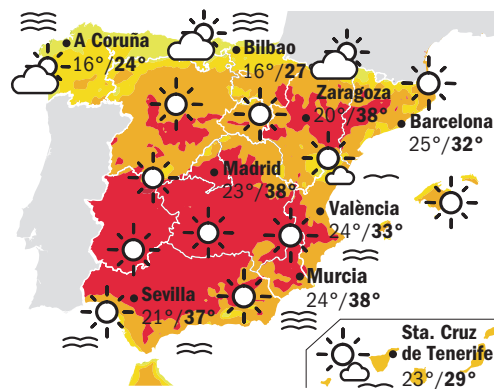 A Coruña
16°/24°
Bilbao
16°/27
Zaragoza
20°/38°
Barcelona
25°/32°
Madrid
23°/38°
València
24°/33°
Murcia
24°/38°
Sevilla
21°/37°
Sta. Cruz
de Tenerife
23°/29°